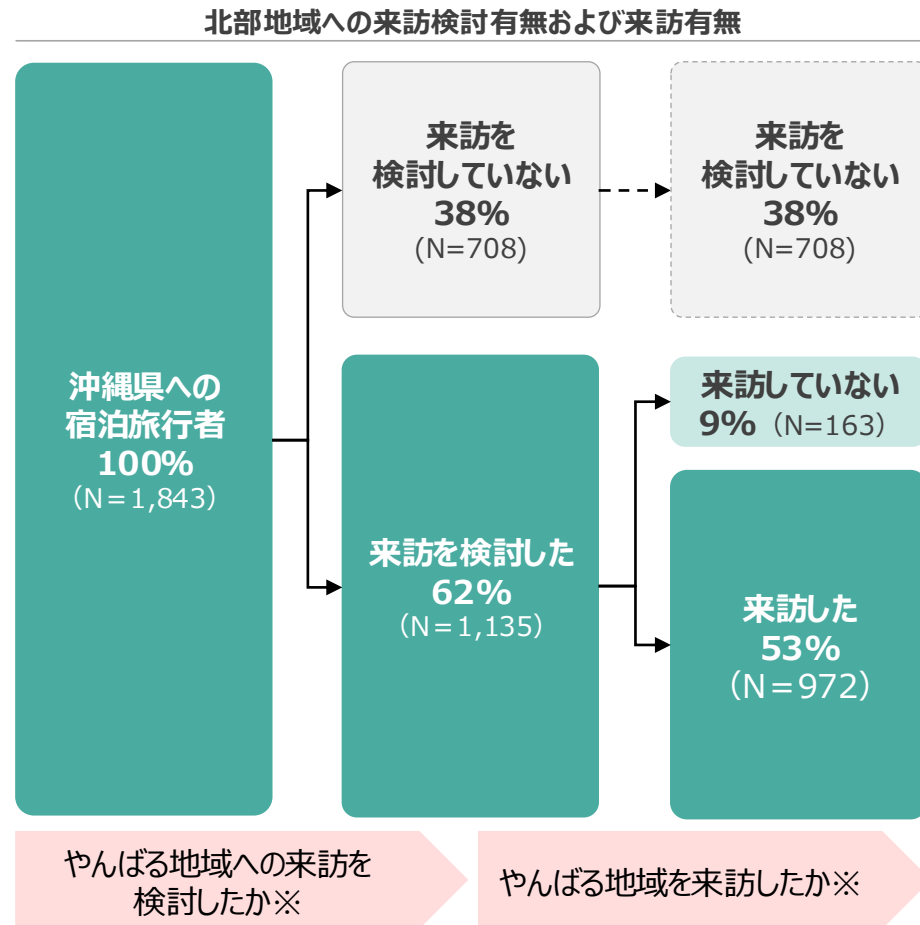 北部地域への来訪検討有無および来訪有無
沖縄県への
宿泊旅行者
100%
（N＝1,843）
来訪を
検討していない
38%
(N=708)
来訪を
検討していない
38%
(N=708)
来訪を検討した
62%
（N＝1,135）
来訪していない
9%（N=163）
来訪した
53%
（N＝972）
やんばる地域への来訪を
検討したか※
やんばる地域を来訪したか※